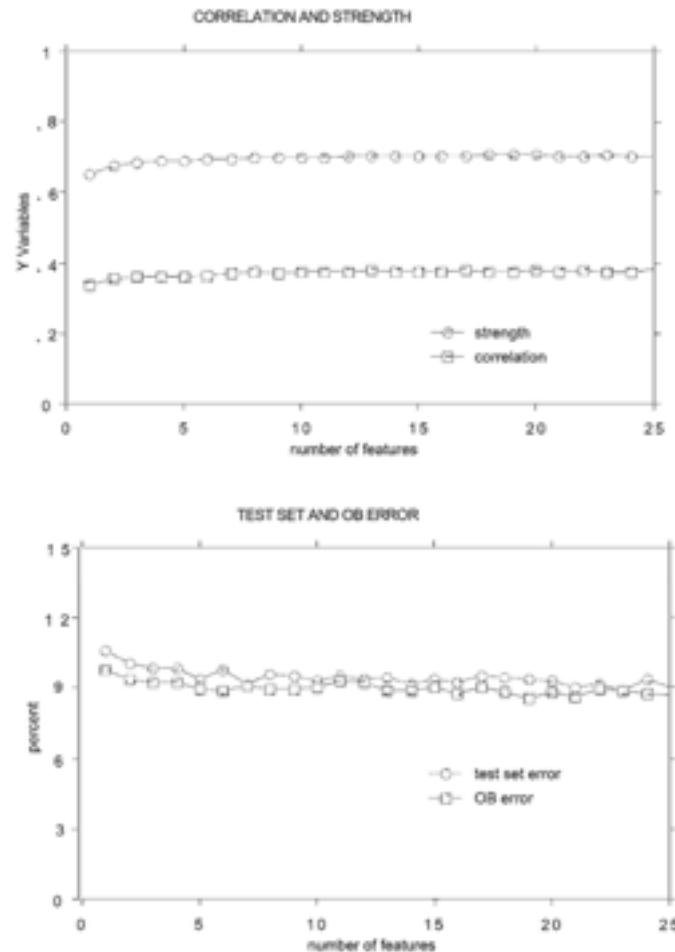 CORRELATION AND STRENGTH
1
.8
.6
.4
.2
0
Y Variables
strength
correlation
0 5 10 15 20 25
number of features
TEST SET AND OB ERROR
15
12
9
6
3
0
percent
test set error
OB error
0 5 10 15 20 25
number of features